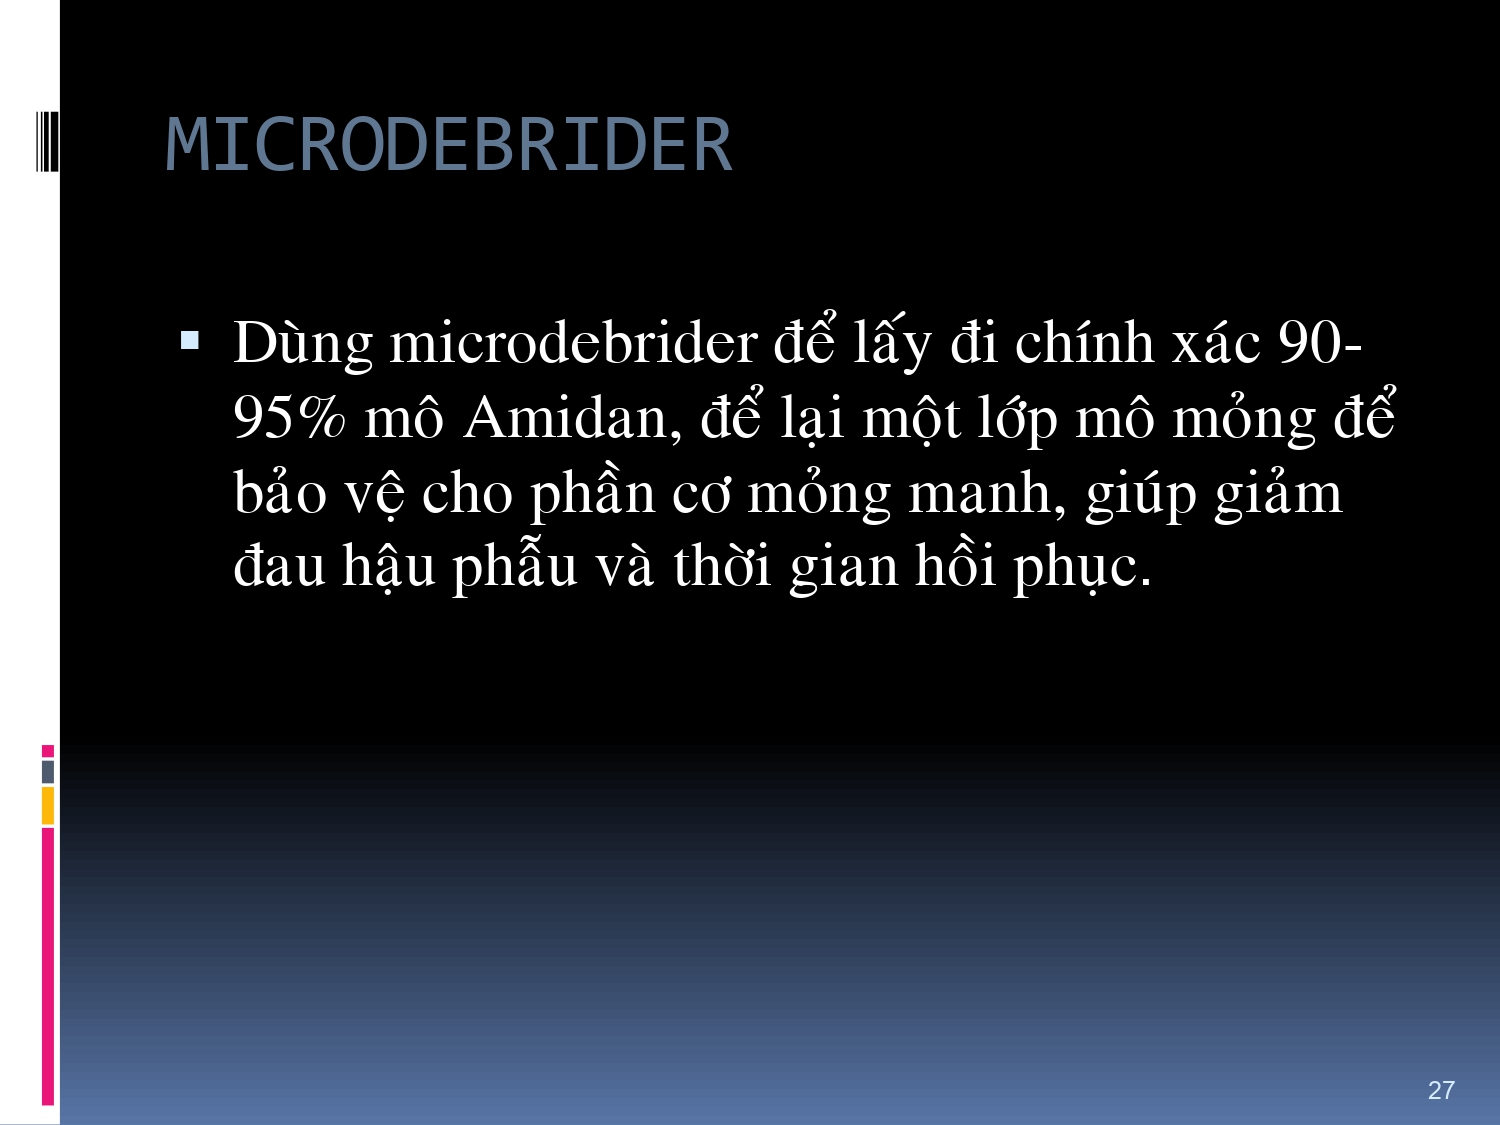 MICRODEBRIDER
Dùng microdebrider để lấy đi chính xác 90-
95% mô Amidan, để lại một lớp mô mỏng để
bảo vệ cho phần cơ mỏng manh, giúp giảm
đau hậu phẫu và thời gian hồi phục.
27